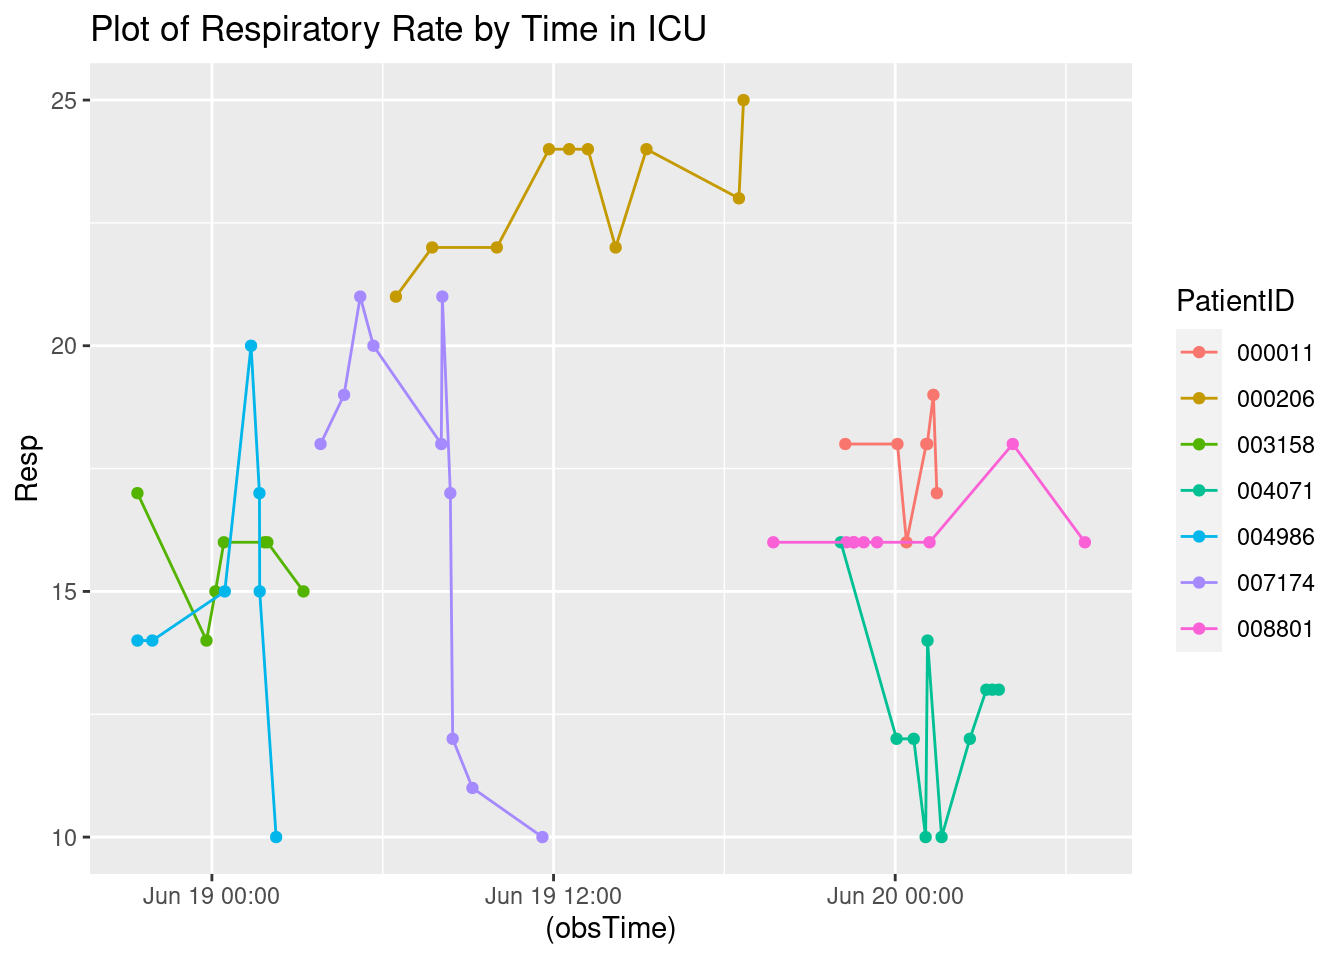 Plot of Respiratory Rate by Time in ICU
25
20
15
10
Resp
Jun 19 00:00
Jun 19 12:00
Jun 20 00:00
(obsTime)
PatientID
000011
000206
003158
004071
004986
007174
008801